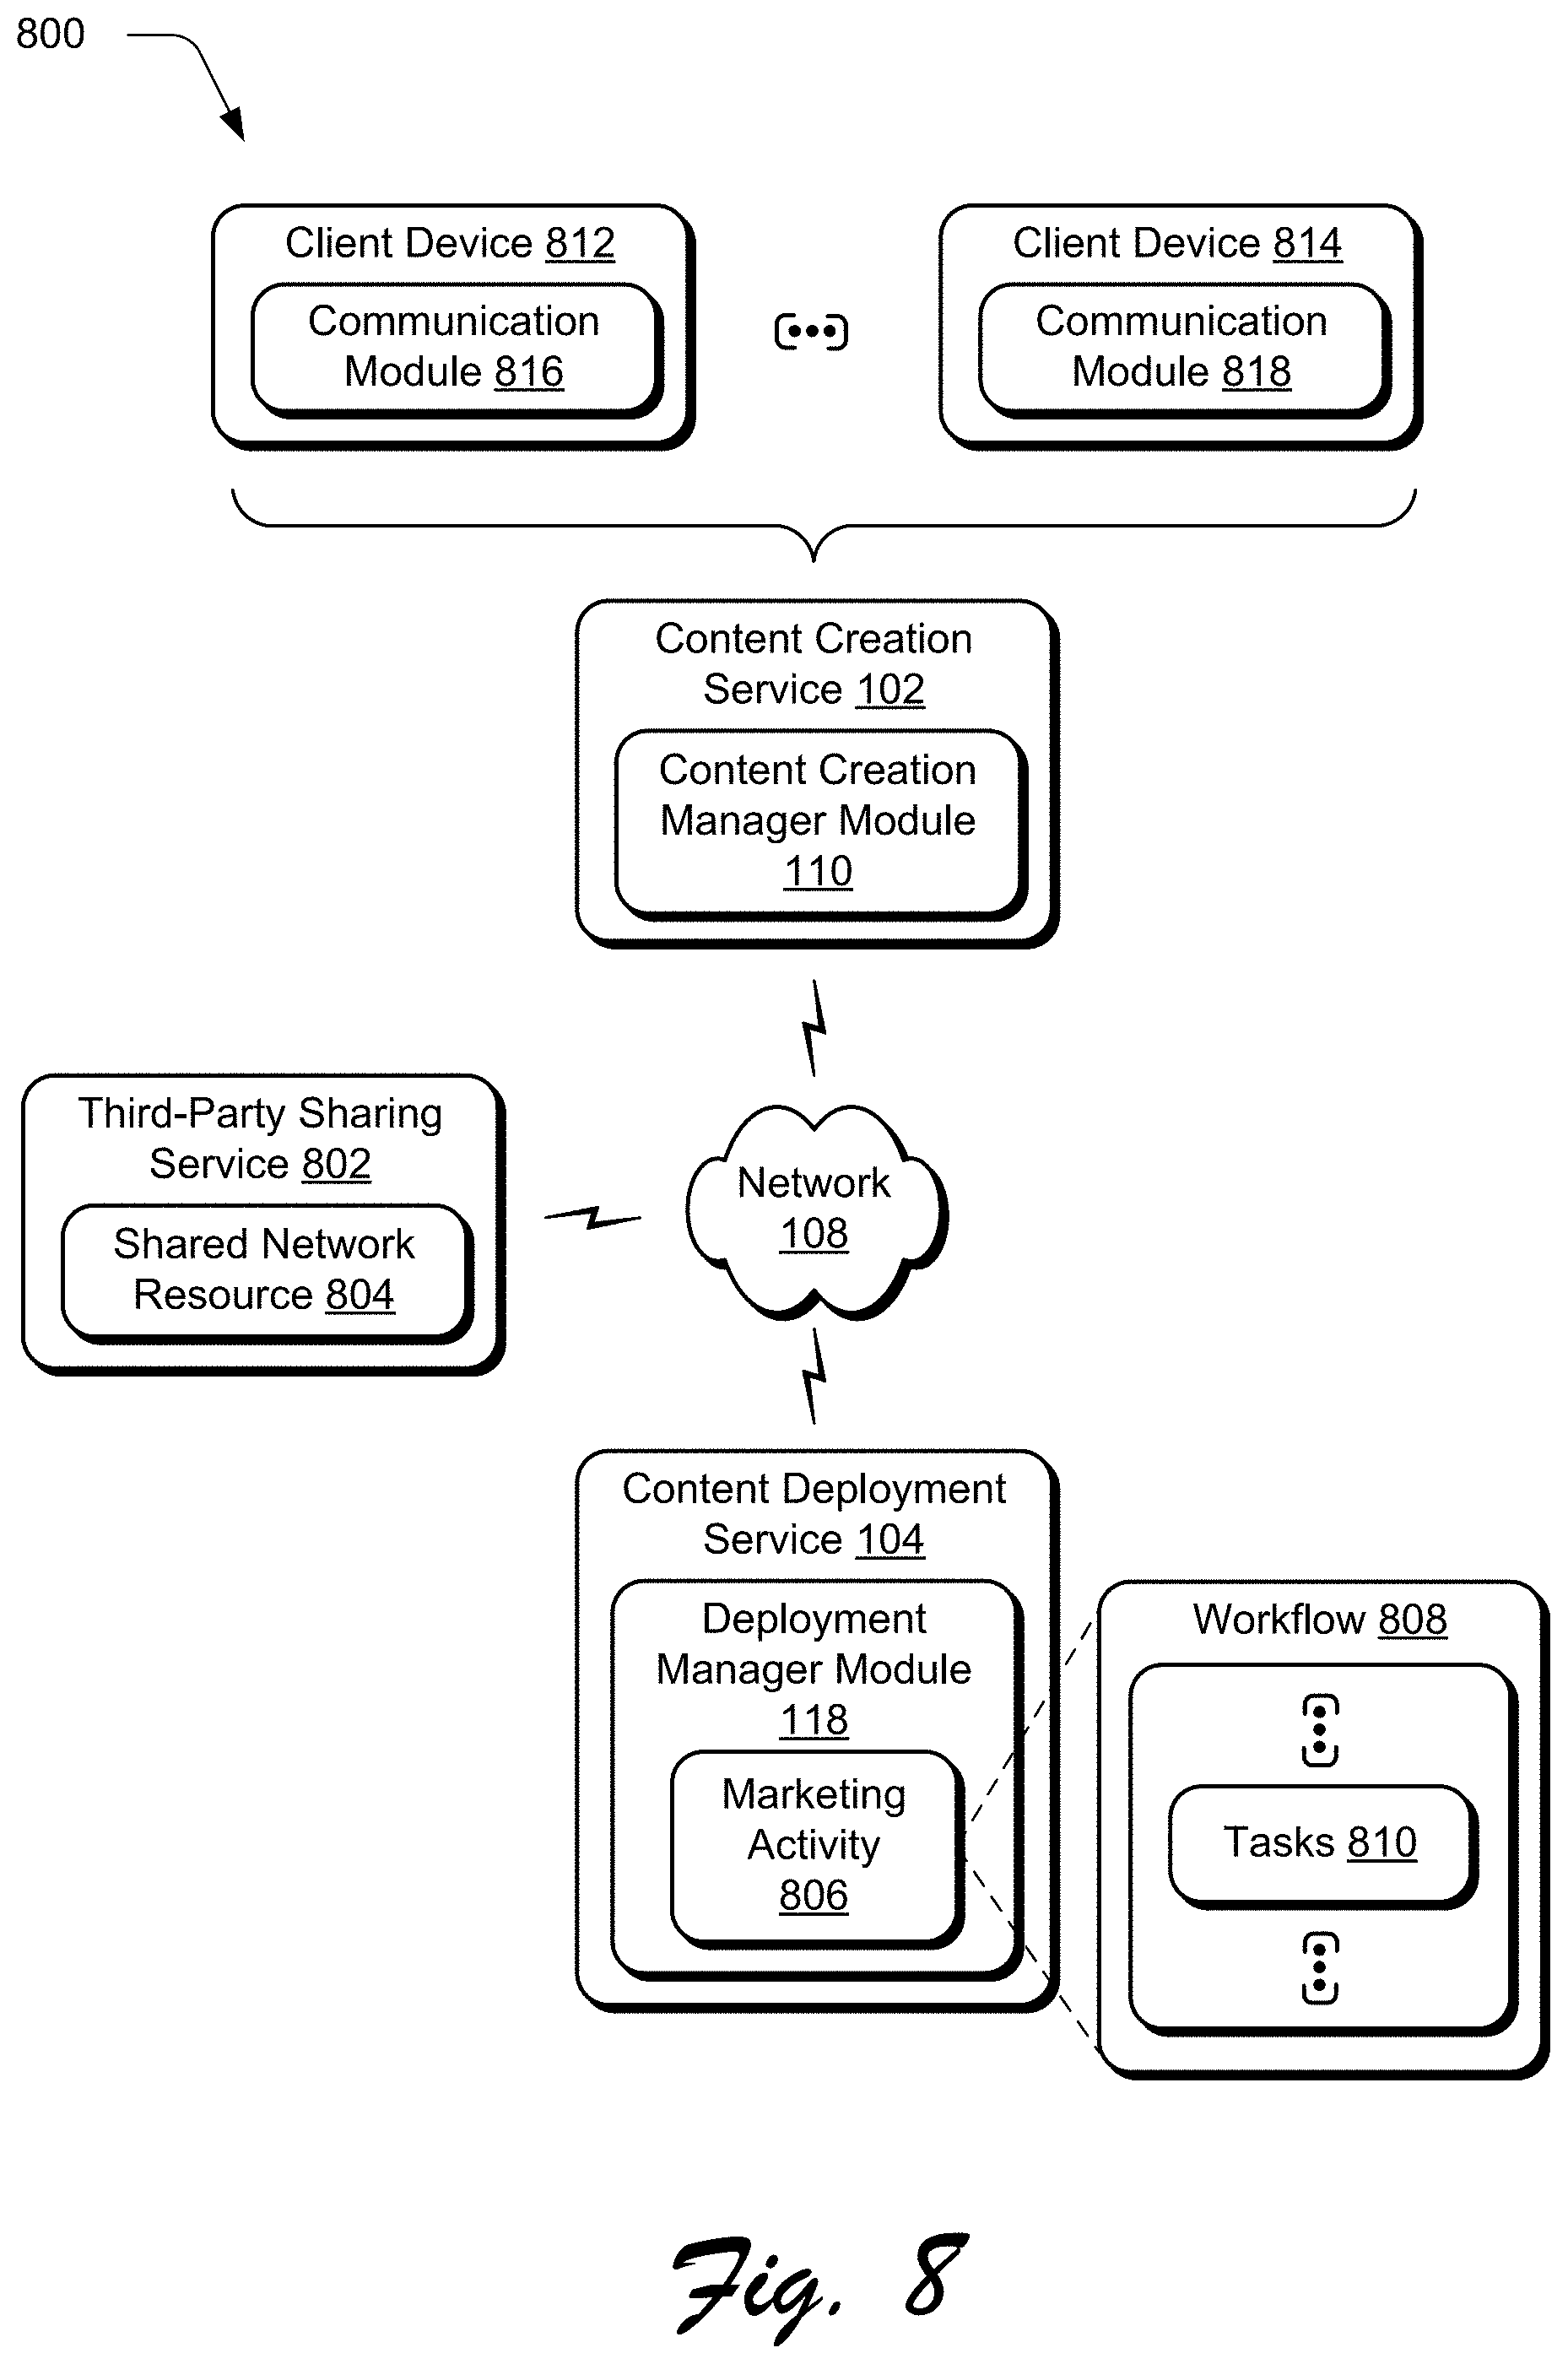 800
Client Device 812
Communication
Module 816
Client Device 814
Communication
Module 818
Content Creation
Service 102
Content Creation
Manager Module
110
Third-Party Sharing
Service 802
Shared Network
Resource 804
Network
108
Content Deployment
Service 104
Deployment
Manager Module
118
Marketing
Activity
806
Workflow 808
Tasks 810
Fig. 8